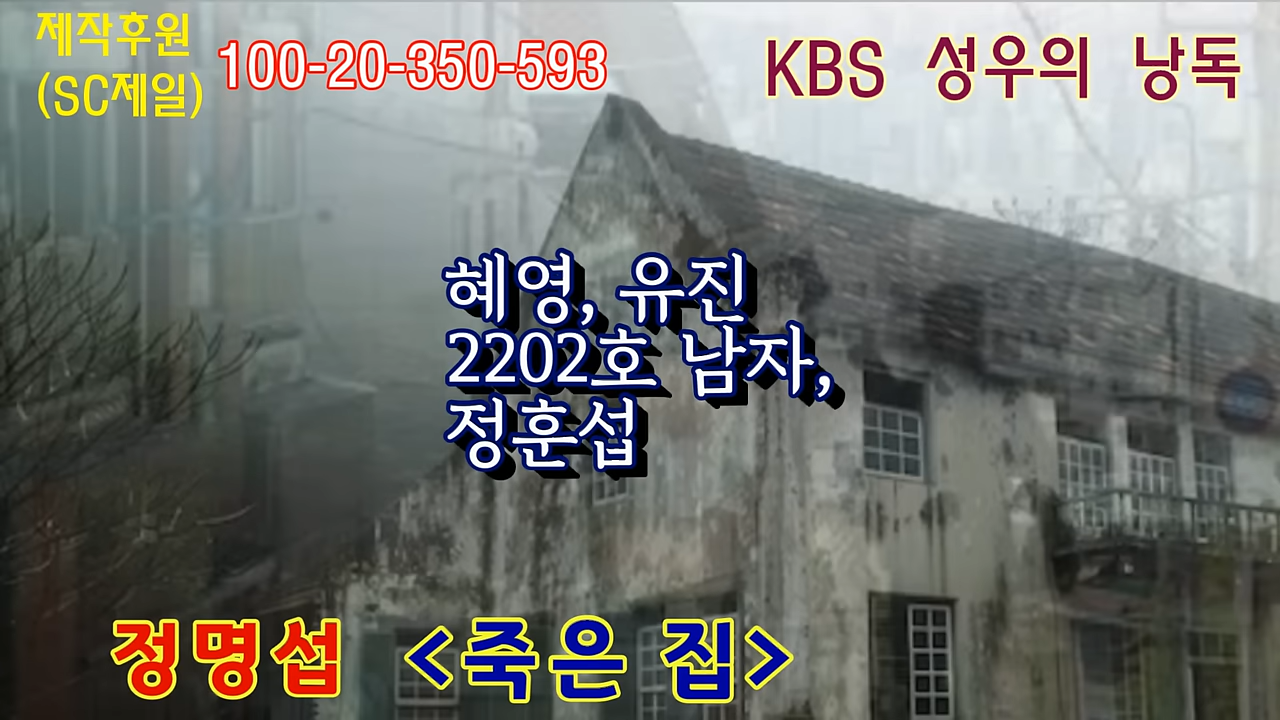 제작후원
(SC제일)
100-20-350-593
KBS 성우의 낭독
혜영, 유진
2202호 남자,
정훈섭
정명섭 <죽은 집>